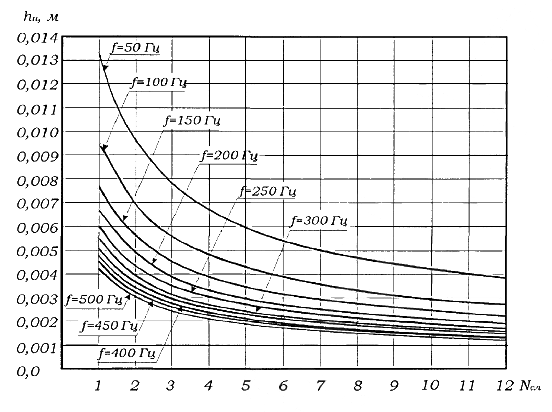 hи, м
0,014
0,013
0,012
0,011
0,010
0,009
0,008
0,007
0,006
0,005
0,004
0,003
0,002
0,001
0,0
f=50 Гц
f=100 Гц
f=150 Гц
f=200 Гц
f=250 Гц
f=300 Гц
f=500 Гц
f=450 Гц
f=400 Гц
1 2 3 4 5 6 7 8 9 10 11 12 Nсл